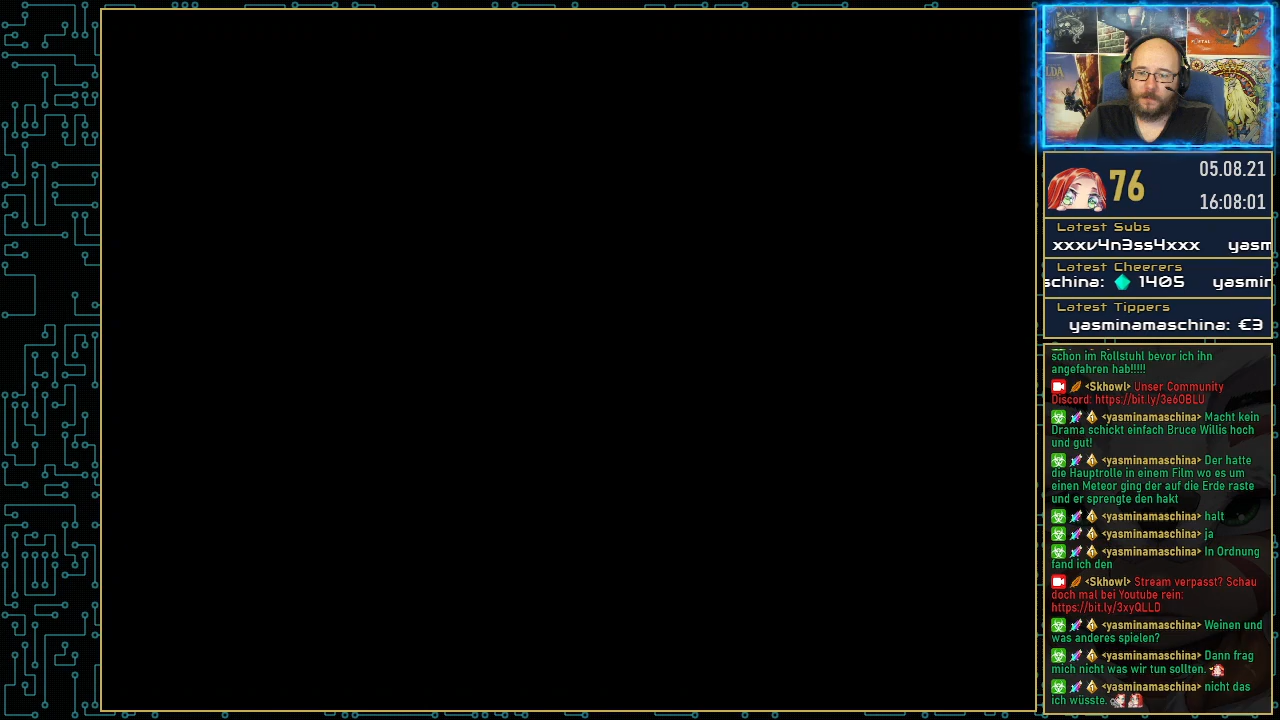 76
05.08.21
16:08:01
Latest Subs
xxxv4n3ss4xxx yasm
Latest Cheerers
schina: 1405 yasmin
Latest Tippers
yasminamaschina: €3
schon im Rollstuhl bevor ich ihn
angefahren hab!!!!!
<Skhowl> Unser Community
Discord: https://bit.ly/3e6OBLU
<yasminamaschina> Macht kein
Drama schickt einfach Bruce Willis hoch
und gut!
<yasminamaschina> Der hatte
die Hauptrolle in einem Film wo es um
einen Meteor ging der auf die Erde raste
und er sprengte den hakt
<yasminamaschina> halt
<yasminamaschina> ja
<yasminamaschina> In Ordnung
fand ich den
<Skhowl> Stream verpasst? Schau
doch mal bei Youtube rein:
https://bit.ly/3xyQLLD
<yasminamaschina> Weinen und
was anderes spielen?
<yasminamaschina> Dann frag
mich nicht was wir tun sollten.
<yasminamaschina> nicht das
ich wüsste.